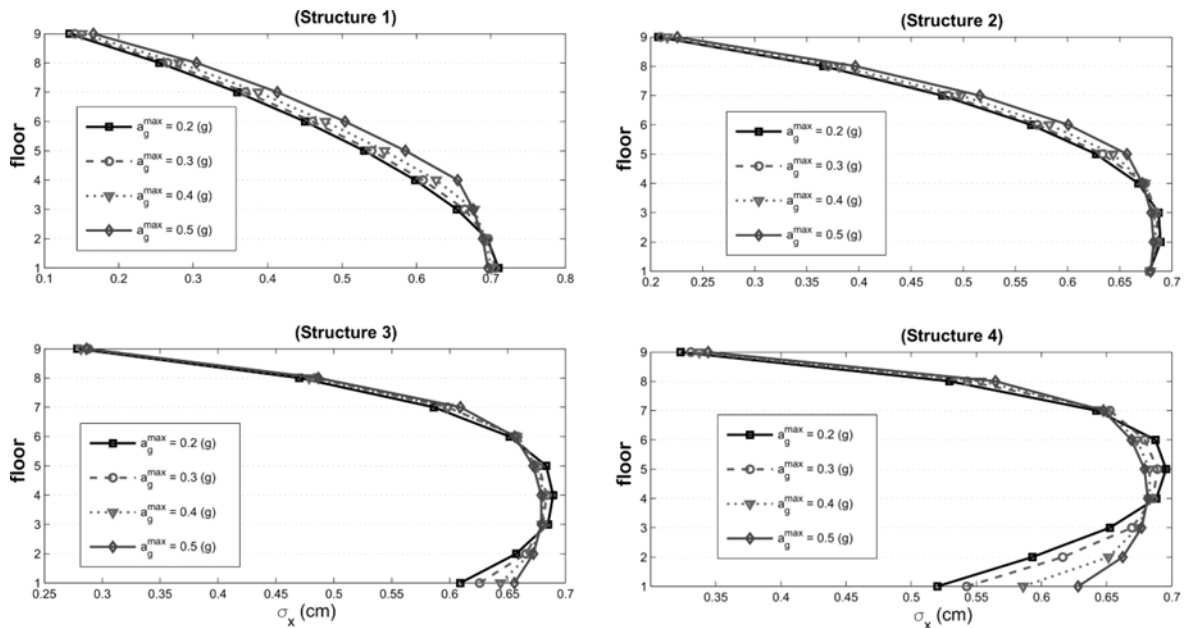 (Structure 1)
floor
9
8
7
6
5
4
3
2
1
a_g^max = 0.2 (g)
a_g^max = 0.3 (g)
a_g^max = 0.4 (g)
a_g^max = 0.5 (g)
0.1 0.2 0.3 0.4 0.5 0.6 0.7 0.8
(Structure 2)
floor
9
8
7
6
5
4
3
2
1
a_g^max = 0.2 (g)
a_g^max = 0.3 (g)
a_g^max = 0.4 (g)
a_g^max = 0.5 (g)
0.2 0.25 0.3 0.35 0.4 0.45 0.5 0.55 0.6 0.65 0.7
(Structure 3)
floor
9
8
7
6
5
4
3
2
1
a_g^max = 0.2 (g)
a_g^max = 0.3 (g)
a_g^max = 0.4 (g)
a_g^max = 0.5 (g)
0.25 0.3 0.35 0.4 0.45 0.5 0.55 0.6 0.65 0.7
σ_x (cm)
(Structure 4)
floor
9
8
7
6
5
4
3
2
1
a_g^max = 0.2 (g)
a_g^max = 0.3 (g)
a_g^max = 0.4 (g)
a_g^max = 0.5 (g)
0.35 0.4 0.45 0.5 0.55 0.6 0.65 0.7
σ_x (cm)